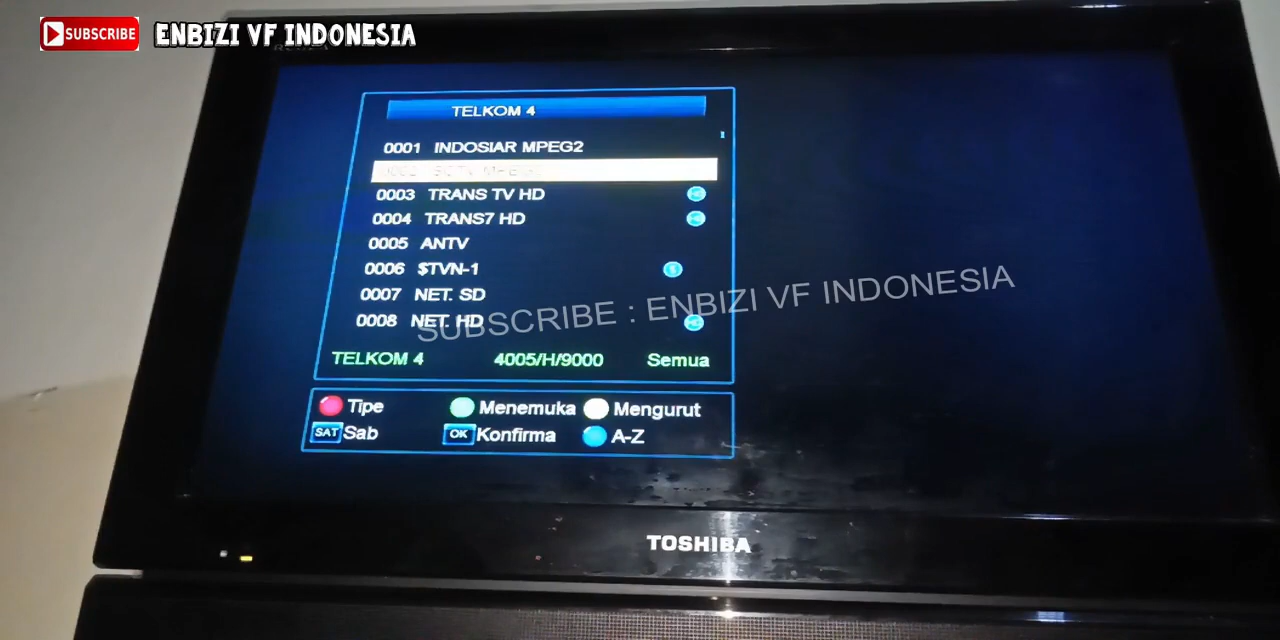 SUBSCRIBE ENBIZI VF INDONESIA
TELKOM 4
0001 INDOSIAR MPEG2
0003 TRANS TV HD
0004 TRANS7 HD
0005 ANTV
0006 $TVN-1 $
0007 NET. SD
0008 NET. HD
SUBSCRIBE : ENBIZI VF INDONESIA
TELKOM 4 4005/H/9000 Semua
Tipe Menemuka Mengurut
SAT Sab OK Konfirma A-Z
TOSHIBA